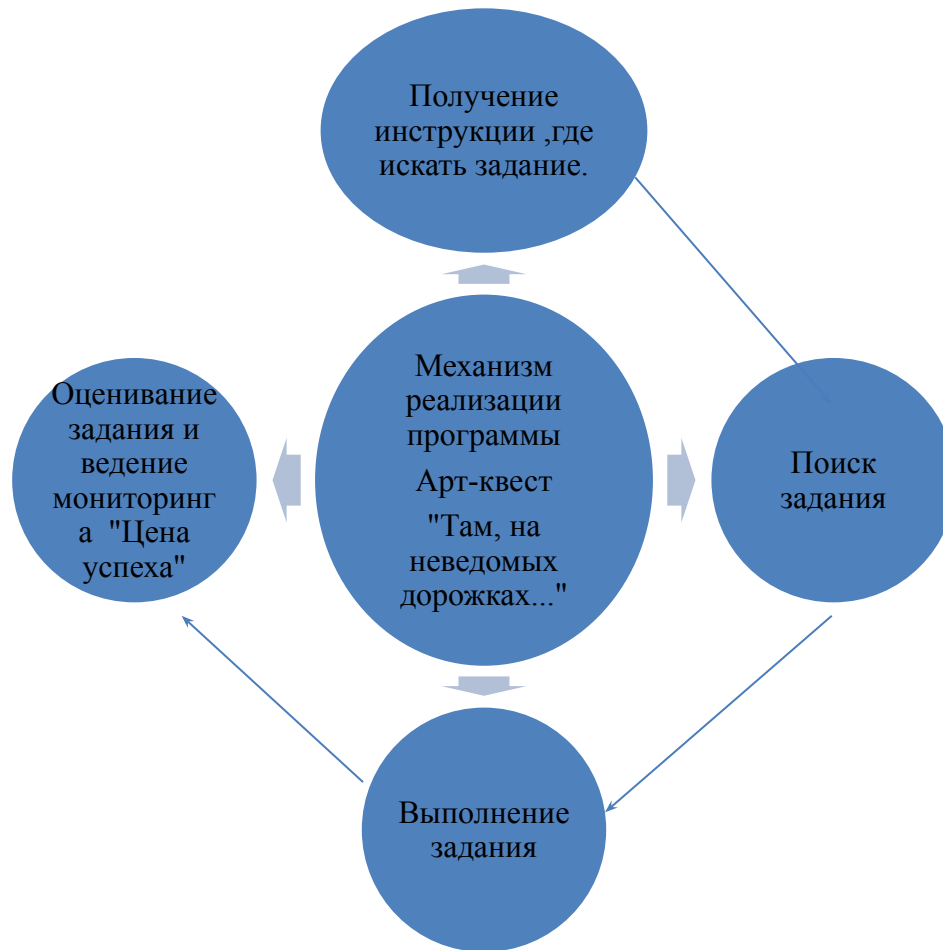 Получение
инструкции ,где
искать задание.
Механизм
реализации
программы
Арт-квест
"Там, на
неведомых
дорожках..."
Оценивание
задания и
ведение
мониторинг
а "Цена
успеха"
Поиск
задания
Выполнение
задания